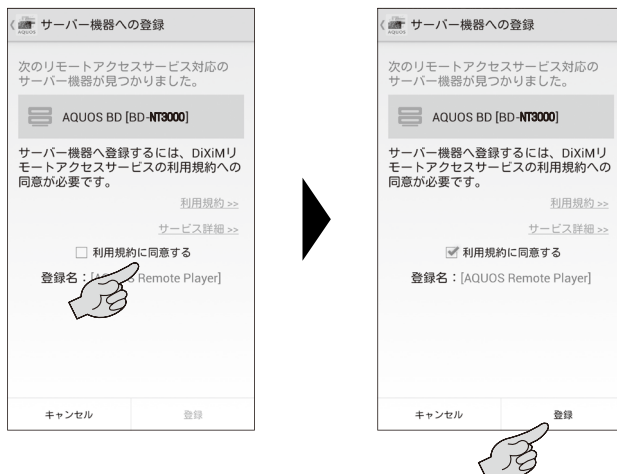 サーバー機器への登録
次のリモートアクセスサービス対応の
サーバー機器が見つかりました。
AQUOS BD [BD-NT3000]
サーバー機器へ登録するには、DiXiMリ
モートアクセスサービスの利用規約への
同意が必要です。
利用規約 >>
サービス詳細 >>
利用規約に同意する
登録名：[A S Remote Player]
キャンセル
登録
サーバー機器への登録
次のリモートアクセスサービス対応の
サーバー機器が見つかりました。
AQUOS BD [BD-NT3000]
サーバー機器へ登録するには、DiXiMリ
モートアクセスサービスの利用規約への
同意が必要です。
利用規約 >>
サービス詳細 >>
利用規約に同意する
登録名：[AQUOS Remote Player]
キャンセル
登録